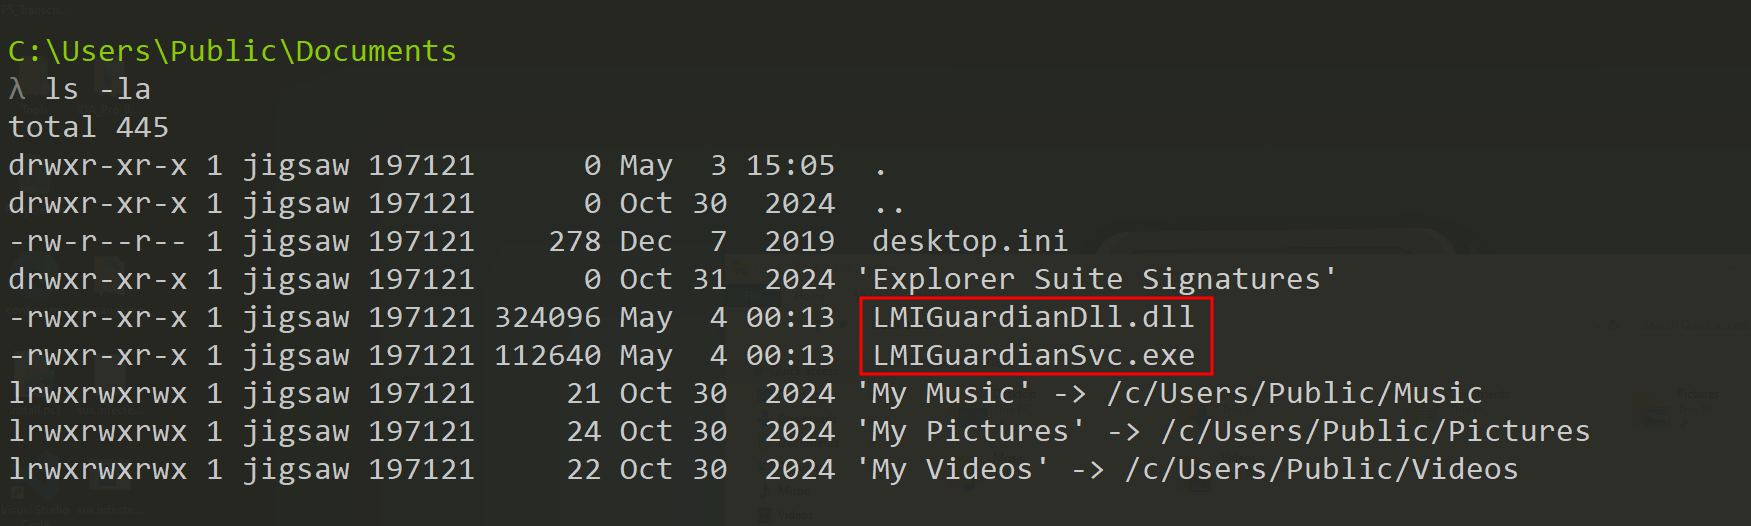 C:\Users\Public\Documents
λ ls -la
total 445
drwxr-xr-x 1 jigsaw 197121      0 May  3 15:05  .
drwxr-xr-x 1 jigsaw 197121      0 Oct 30  2024  ..
-rw-r--r-- 1 jigsaw 197121    278 Dec  7  2019  desktop.ini
drwxr-xr-x 1 jigsaw 197121      0 Oct 31  2024 'Explorer Suite Signatures'
-rwxr-xr-x 1 jigsaw 197121 324096 May  4 00:13  LMIGuardianDll.dll
-rwxr-xr-x 1 jigsaw 197121 112640 May  4 00:13  LMIGuardianSvc.exe
lrwxrwxrwx 1 jigsaw 197121     21 Oct 30  2024 'My Music' -> /c/Users/Public/Music
lrwxrwxrwx 1 jigsaw 197121     24 Oct 30  2024 'My Pictures' -> /c/Users/Public/Pictures
lrwxrwxrwx 1 jigsaw 197121     22 Oct 30  2024 'My Videos' -> /c/Users/Public/Videos